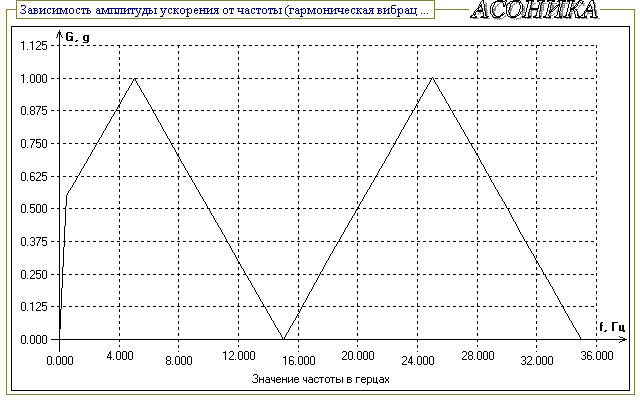 Зависимость амплитуды ускорения от частоты (гармоническая вибрац ...
АСОНИКА
G, g
1.125
1.000
0.875
0.750
0.625
0.500
0.375
0.250
0.125
0.000
f, Гц
0.000 4.000 8.000 12.000 16.000 20.000 24.000 28.000 32.000 36.000
Значение частоты в герцах